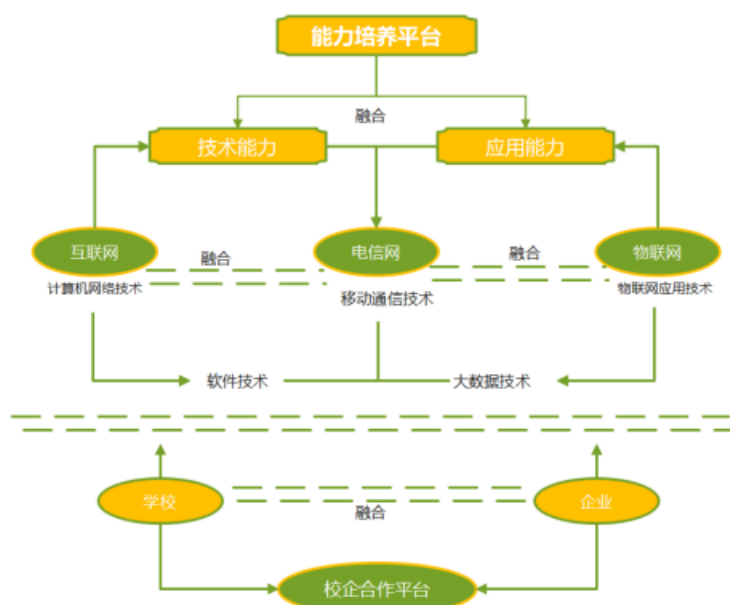 能力培养平台
融合
技术能力
应用能力
互联网
融合
电信网
融合
物联网
计算机网络技术
移动通信技术
物联网应用技术
软件技术
大数据技术
学校
融合
企业
校企合作平台